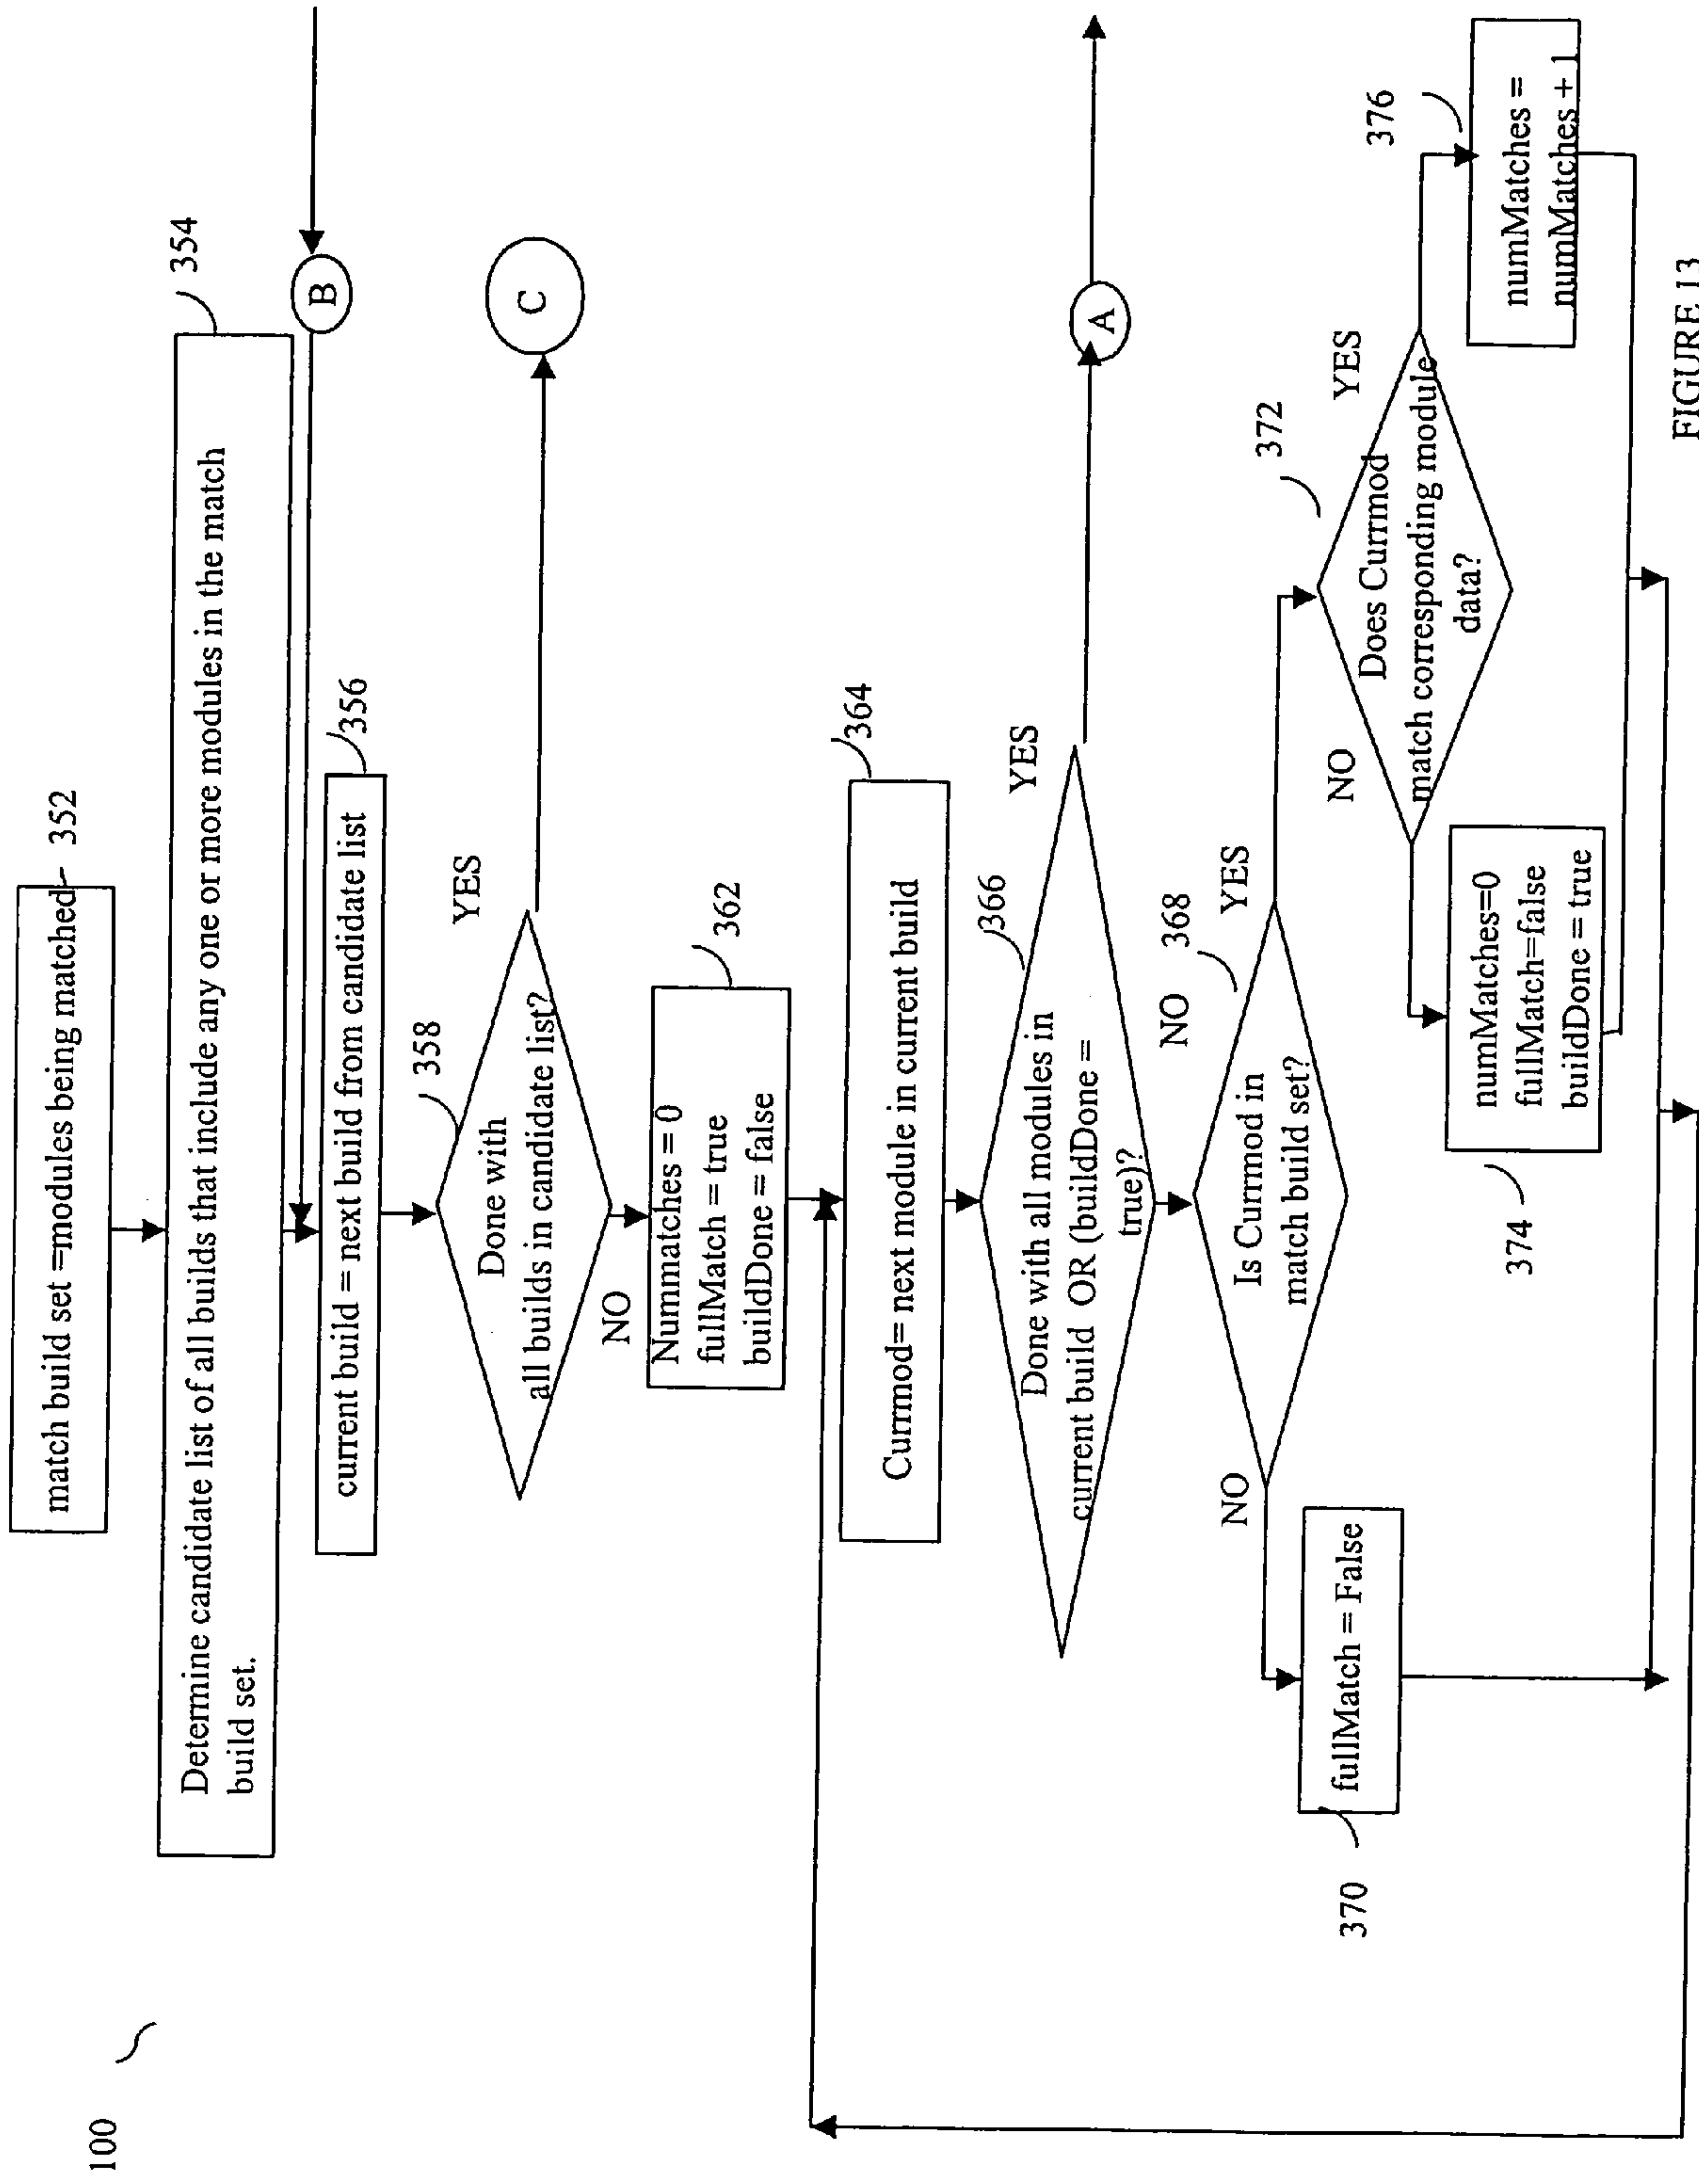 100
match build set =modules being matched
352
354
Determine candidate list of all builds that include any one or more modules in the match
build set.
B
356
current build = next build from candidate list
358
YES
Done with
all builds in candidate list?
C
NO
362
Nummatches = 0
fullMatch = true
buildDone = false
364
Currmod= next module in current build
366
YES
Done with all modules in
current build OR (buildDone =
true)?
A
NO
368
YES
Is Currmod in
match build set?
NO
370
fullMatch = False
372
YES
Does Currmod
match corresponding module
data?
NO
374
numMatches=0
fullMatch=false
buildDone = true
376
numMatches =
numMatches + 1
FIGURE 13